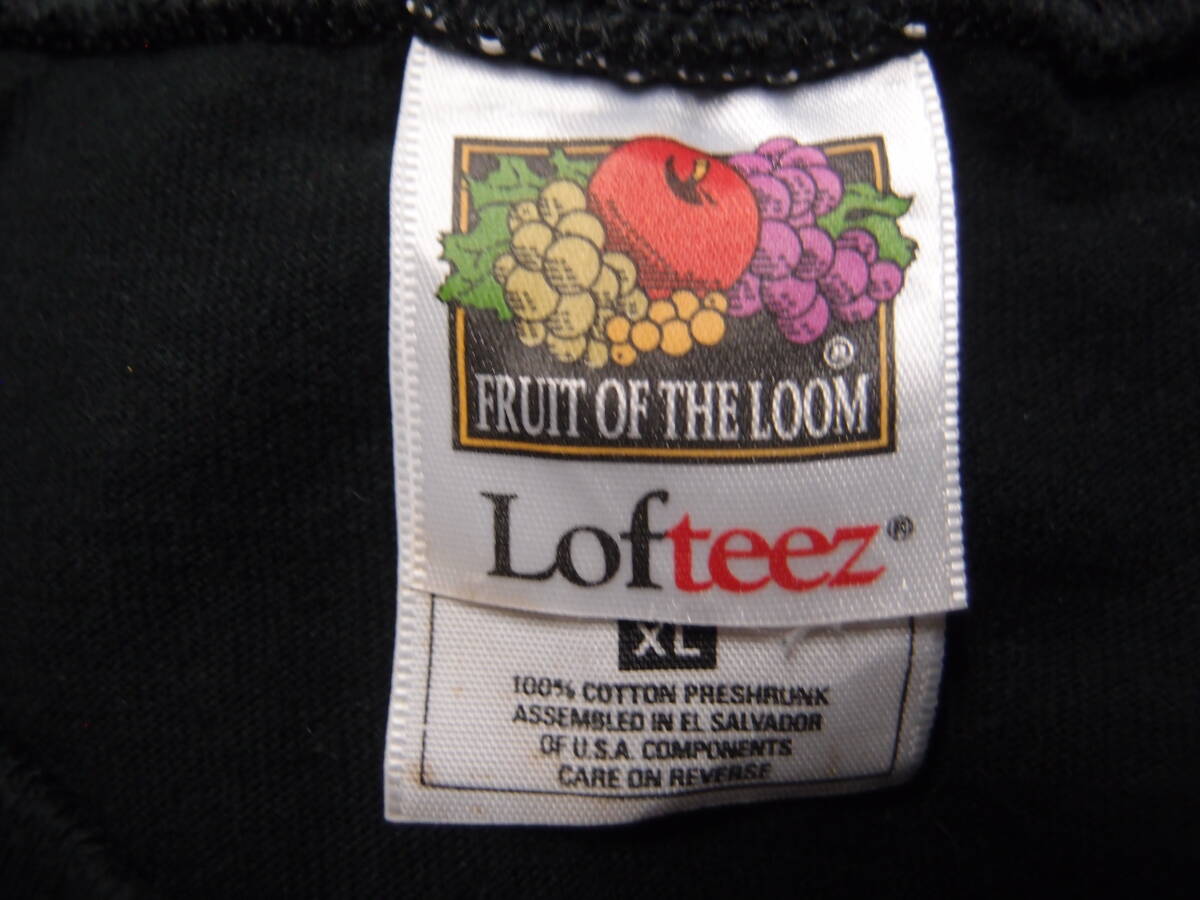 ®
FRUIT OF THE LOOM
Lofteez®
XL
100% COTTON PRESHRUNK
ASSEMBLED IN EL SALVADOR
OF U.S.A. COMPONENTS
CARE ON REVERSE